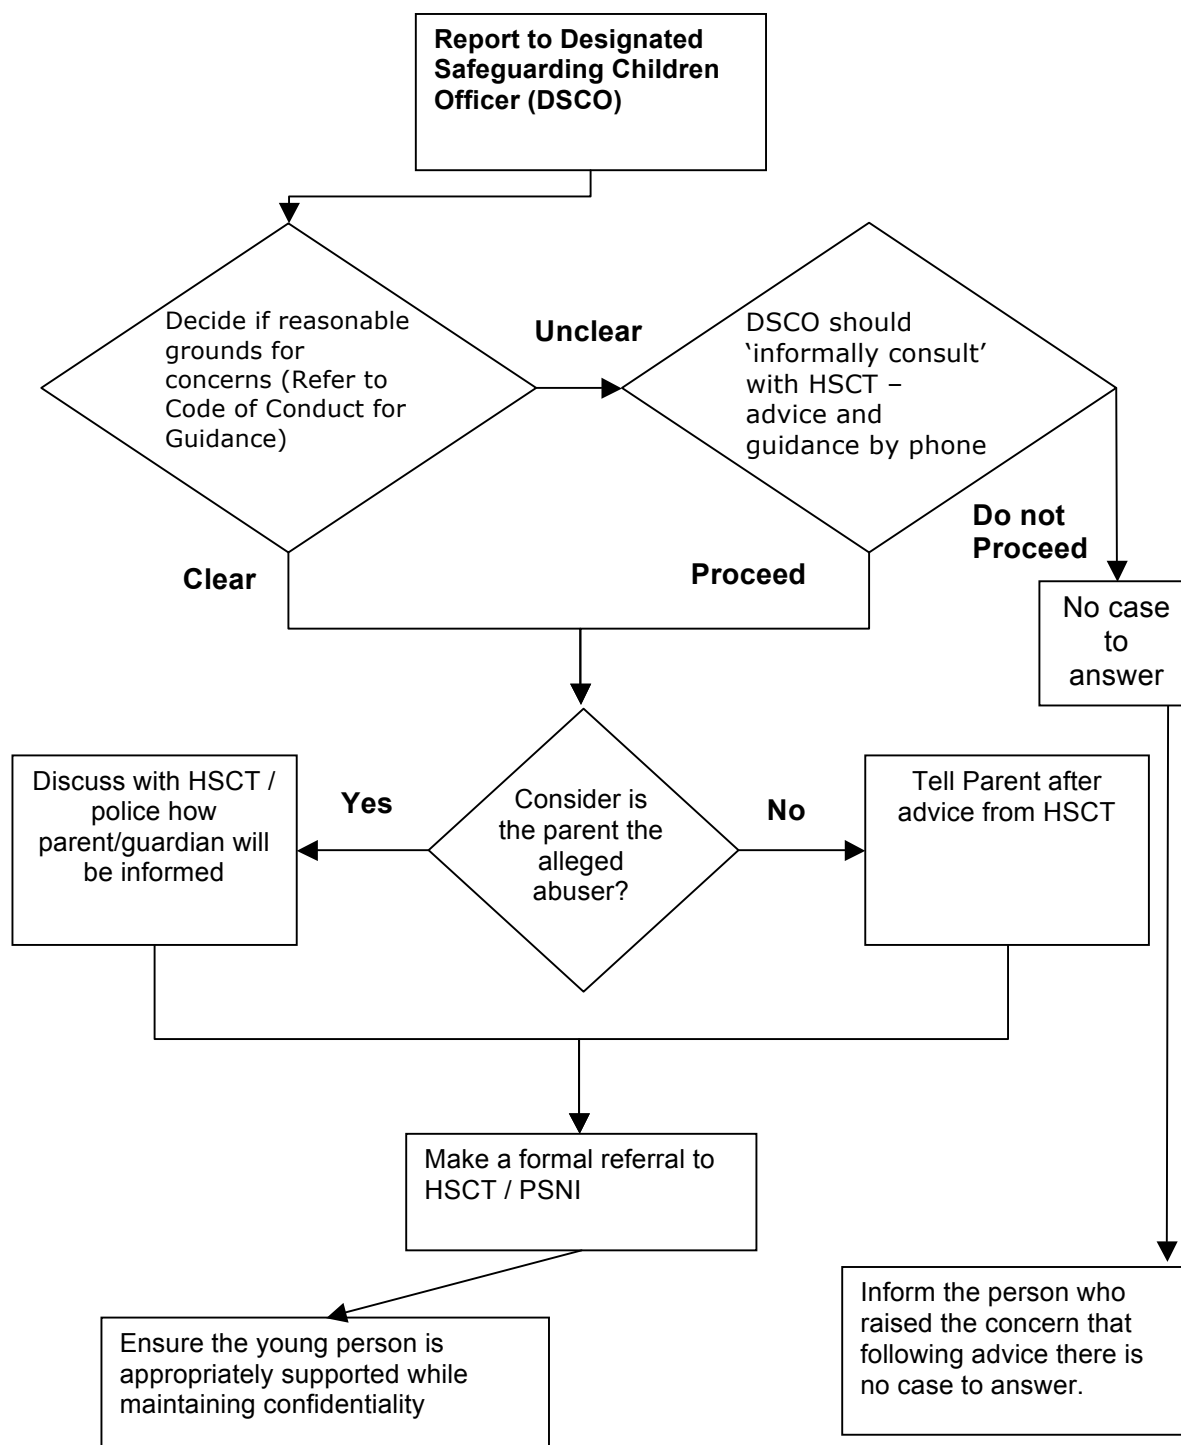 Report to Designated
Safeguarding Children
Officer (DSCO)
Decide if reasonable
grounds for
concerns (Refer to
Code of Conduct for
Guidance)
Unclear
DSCO should
‘informally consult’
with HSCT –
advice and
guidance by phone
Do not
Proceed
Clear
Proceed
No case
to
answer
Discuss with HSCT /
police how
parent/guardian will
be informed
Yes
Consider is
the parent the
alleged
abuser?
No
Tell Parent after
advice from HSCT
Make a formal referral to
HSCT / PSNI
Ensure the young person is
appropriately supported while
maintaining confidentiality
Inform the person who
raised the concern that
following advice there is
no case to answer.